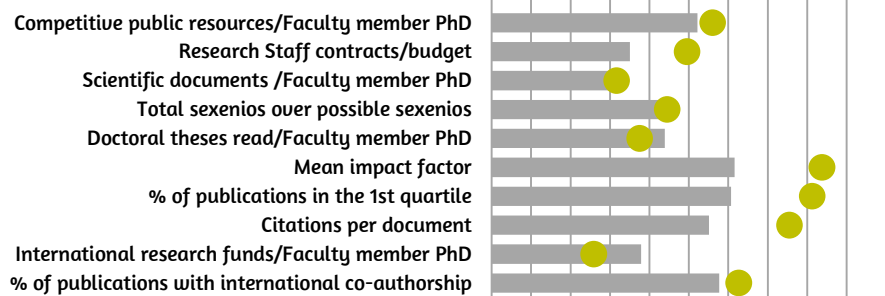 Competitive public resources/Faculty member PhD
Research Staff contracts/budget
Scientific documents /Faculty member PhD
Total sexenios over possible sexenios
Doctoral theses read/Faculty member PhD
Mean impact factor
% of publications in the 1st quartile
Citations per document
International research funds/Faculty member PhD
% of publications with international co-authorship